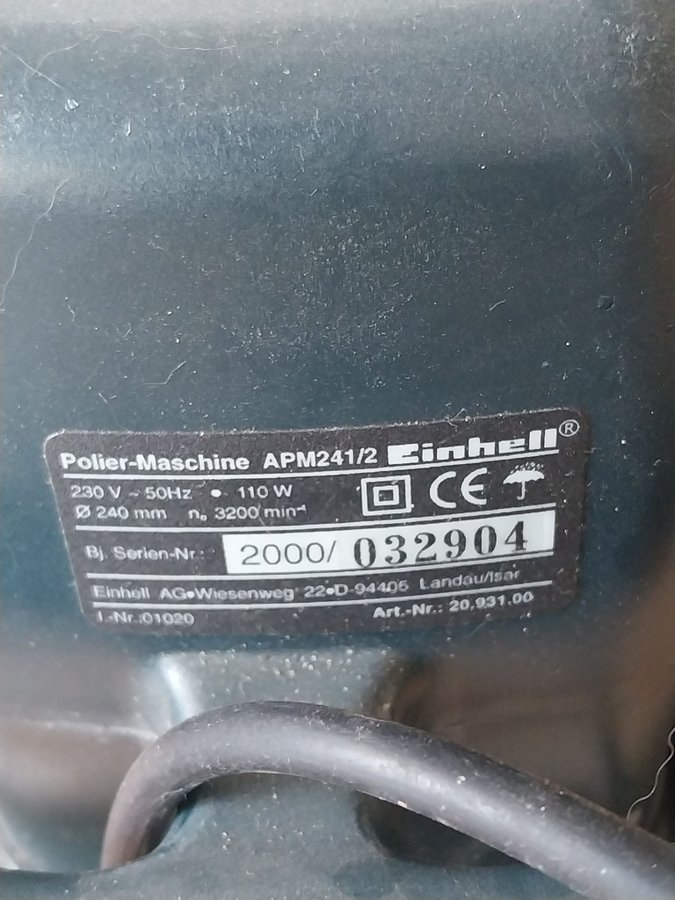 Polier-Maschine APM241/2 Einhell®
230 V ~ 50Hz • 110 W
Ø 240 mm n₀ 3200 min⁻¹
CE
Bj. Serien-Nr.: 2000/ 032904
Einhell AG•Wiesenweg 22•D-94405 Landau/Isar
I.-Nr.:01020 Art.-Nr.: 20.931.00